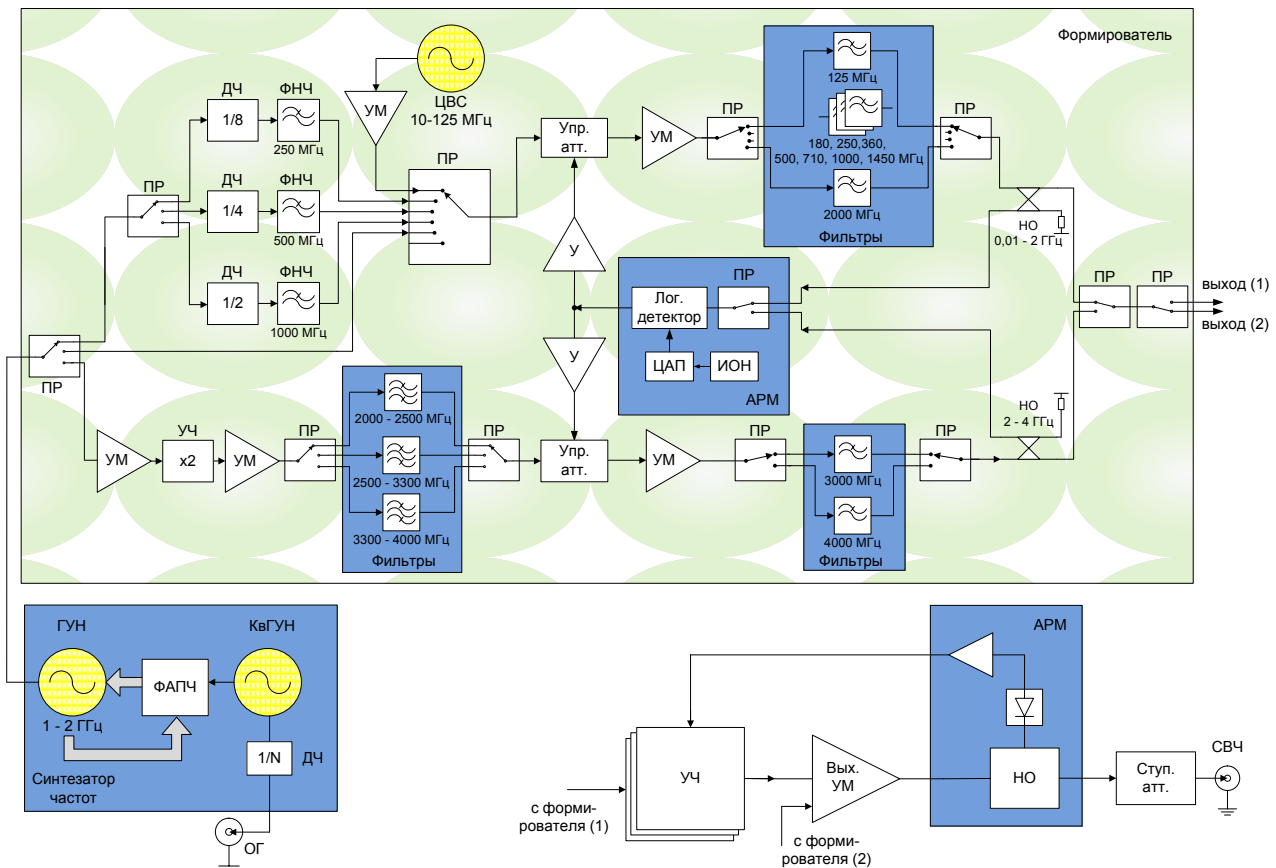 Формирователь
ДЧ
1/8
ФНЧ
250 МГц
УМ
ЦВС
10-125 МГц
ПР
ДЧ
1/4
ФНЧ
500 МГц
ПР
ДЧ
1/2
ФНЧ
1000 МГц
Упр.
атт.
УМ
ПР
125 МГц
180, 250,360,
500, 710, 1000, 1450 МГц
2000 МГц
Фильтры
ПР
НО
0,01 - 2 ГГц
У
Лог.
детектор
ПР
ЦАП
ИОН
АРМ
У
ПР
ПР
выход (1)
выход (2)
ПР
УМ
УЧ
x2
УМ
ПР
2000 - 2500 МГц
2500 - 3300 МГц
3300 - 4000 МГц
Фильтры
ПР
Упр.
атт.
УМ
ПР
3000 МГц
4000 МГц
Фильтры
ПР
НО
2 - 4 ГГц
ГУН
1 - 2 ГГц
ФАПЧ
КвГУН
1/N
ДЧ
Синтезатор
частот
ОГ
с форми-
рователя (1)
УЧ
Вых.
УМ
с форми-
рователя (2)
АРМ
НО
Ступ.
атт.
СВЧ